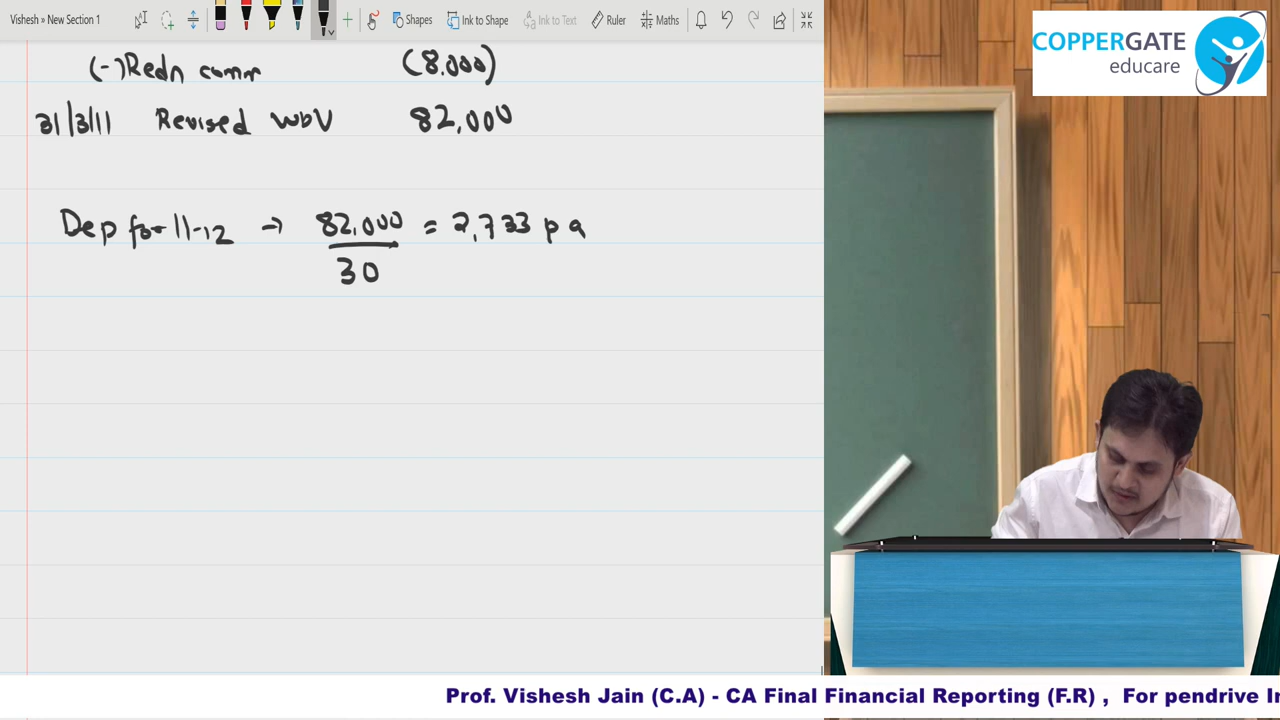 Vishesh » New Section 1
Shapes
Ink to Shape
Ink to Text
Ruler
Maths
COPPERGATE
educare
(-) Redn comm (8.000)
31/3/11 Revised WDV 82,000
Dep for 11-12 → 82,000 = 2,733 p a
30
Prof. Vishesh Jain (C.A) - CA Final Financial Reporting (F.R) , For pendrive In